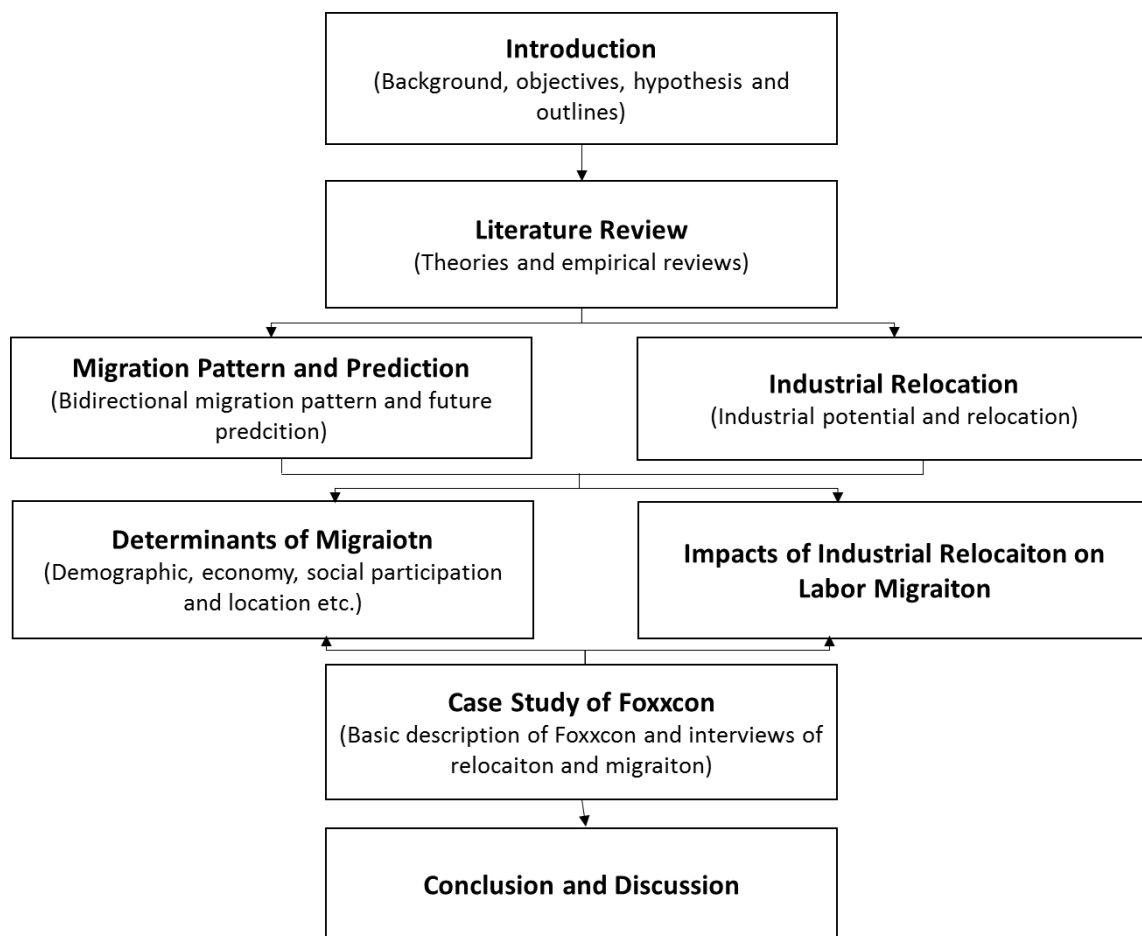 Introduction
(Background, objectives, hypothesis and
outlines)
Literature Review
(Theories and empirical reviews)
Migration Pattern and Prediction
(Bidirectional migration pattern and future
predcition)
Industrial Relocation
(Industrial potential and relocation)
Determinants of Migraiotn
(Demographic, economy, social participation
and location etc.)
Impacts of Industrial Relocaiton on
Labor Migraiton
Case Study of Foxxcon
(Basic description of Foxxcon and interviews of
relocaiton and migraiton)
Conclusion and Discussion